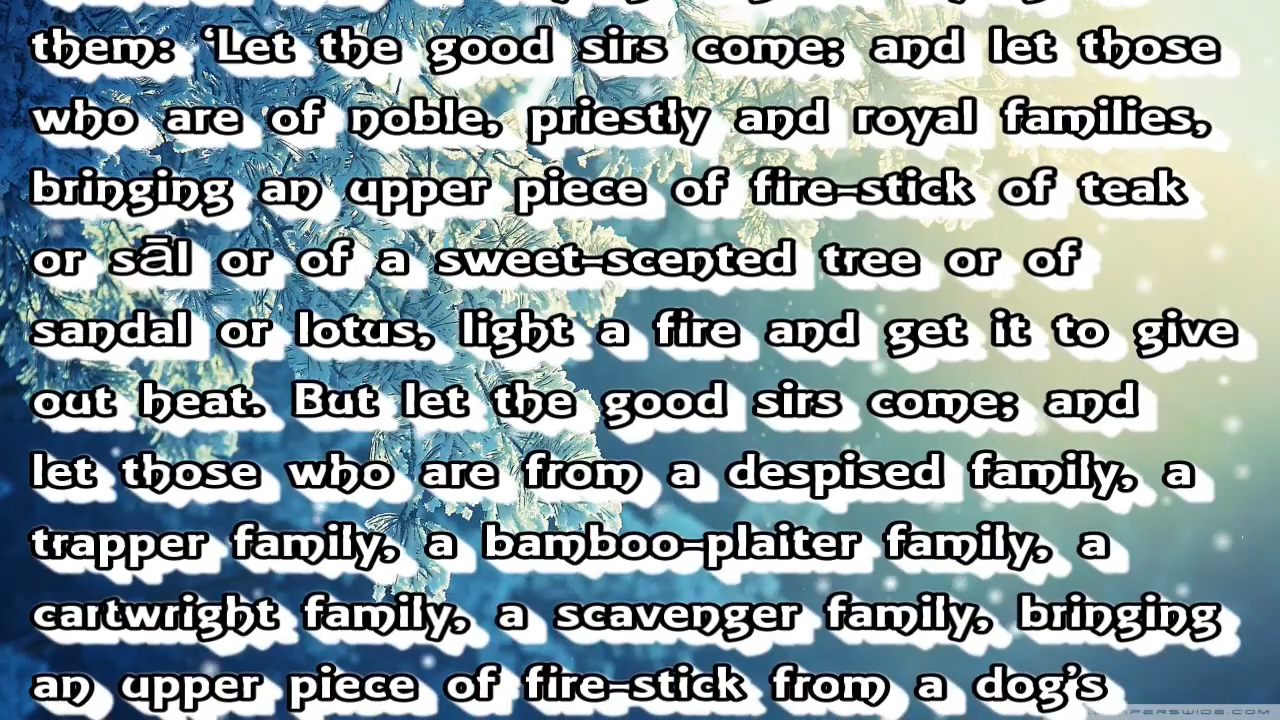 them: ‘Let the good sirs come; and let those
who are of noble, priestly and royal families,
bringing an upper piece of fire-stick of teak
or sāl or of a sweet-scented tree or of
sandal or lotus, light a fire and get it to give
out heat. But let the good sirs come; and
let those who are from a despised family, a
trapper family, a bamboo-plaiter family, a
cartwright family, a scavenger family, bringing
an upper piece of fire-stick from a dog’s